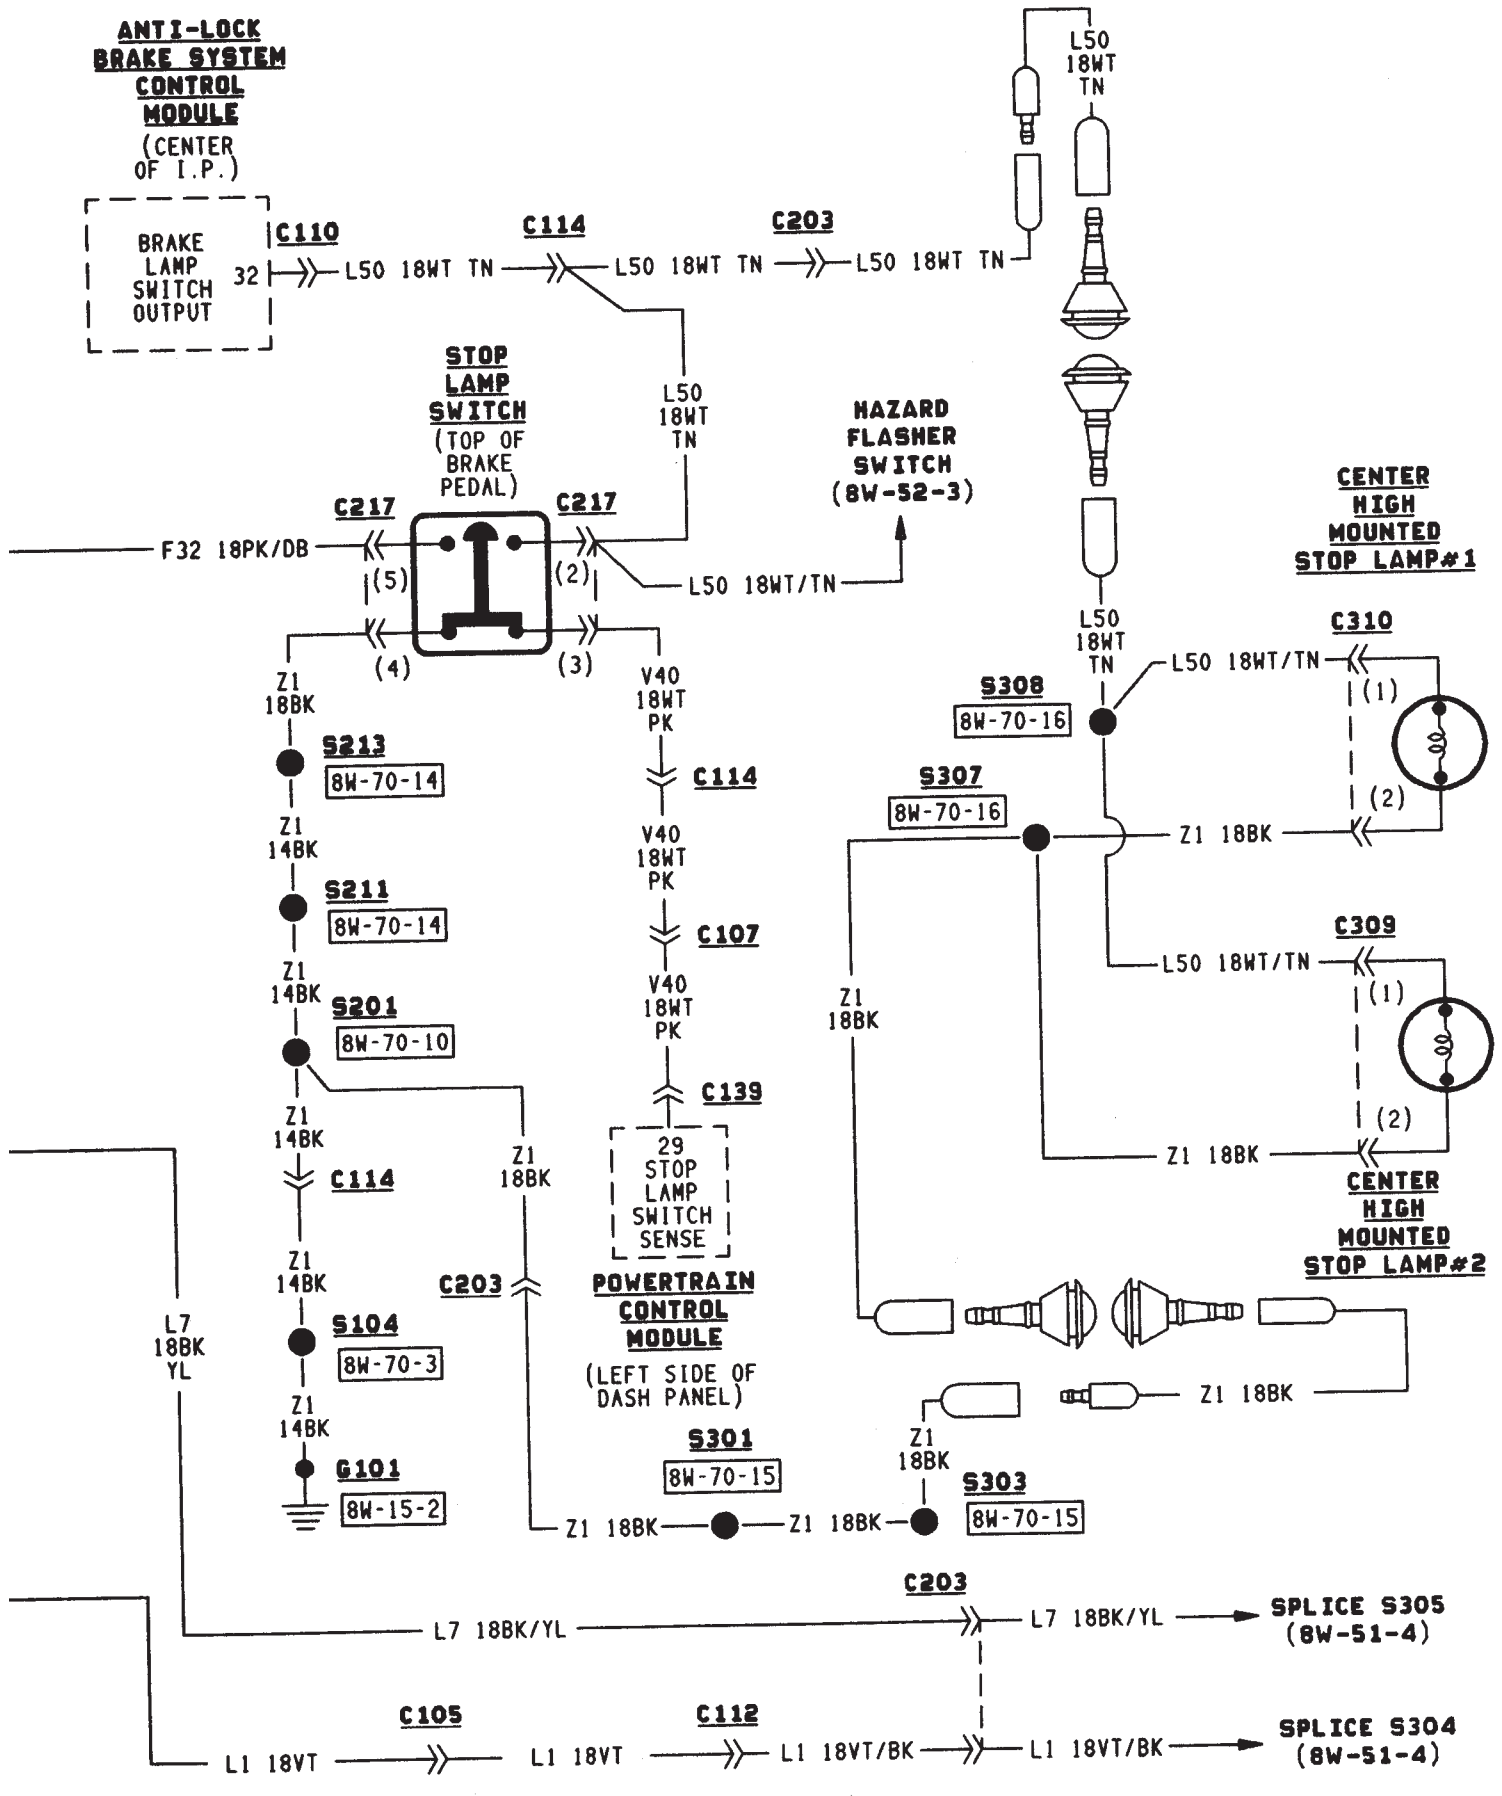 ANTI-LOCK
BRAKE SYSTEM
CONTROL
MODULE
(CENTER
OF I.P.)
BRAKE
LAMP
SWITCH
OUTPUT
32
C110
L50 18WT TN
C114
L50 18WT TN
C203
L50 18WT TN
L50
18WT
TN
STOP
LAMP
SWITCH
(TOP OF
BRAKE
PEDAL)
L50
18WT
TN
HAZARD
FLASHER
SWITCH
(8W-52-3)
F32 18PK/DB
C217
(5)
C217
(2)
L50 18WT/TN
(4)
(3)
CENTER
HIGH
MOUNTED
STOP LAMP#1
L50
18WT
TN
C310
L50 18WT/TN
(1)
S308
8W-70-16
S307
8W-70-16
(2)
Z1 18BK
Z1
18BK
S213
8W-70-14
Z1
14BK
S211
8W-70-14
Z1
14BK
S201
8W-70-10
Z1
14BK
C114
Z1
14BK
S104
8W-70-3
Z1
14BK
G101
8W-15-2
V40
18WT
PK
C114
V40
18WT
PK
C107
V40
18WT
PK
C139
29
STOP
LAMP
SWITCH
SENSE
POWERTRAIN
CONTROL
MODULE
(LEFT SIDE OF
DASH PANEL)
Z1
18BK
C203
Z1
18BK
C309
L50 18WT/TN
(1)
(2)
Z1 18BK
CENTER
HIGH
MOUNTED
STOP LAMP#2
Z1 18BK
Z1
18BK
S301
8W-70-15
Z1 18BK
Z1 18BK
S303
8W-70-15
L7
18BK
YL
L7 18BK/YL
C203
L7 18BK/YL
SPLICE S305
(8W-51-4)
L1 18VT
C105
L1 18VT
C112
L1 18VT/BK
L1 18VT/BK
SPLICE S304
(8W-51-4)